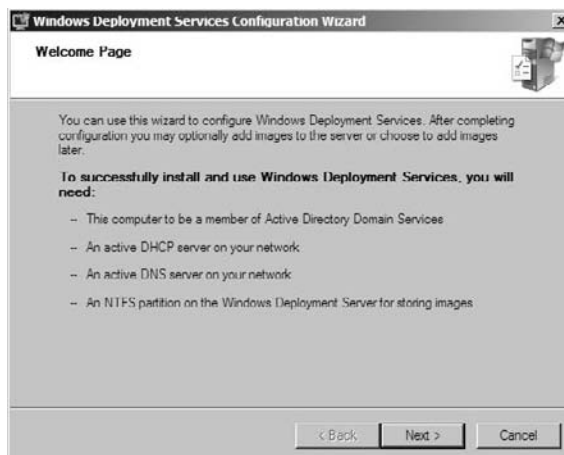 Windows Deployment Services Configuration Wizard
Welcome Page
You can use this wizard to configure Windows Deployment Services. After completing
configuration you may optionally add images to the server or choose to add images
later.
To successfully install and use Windows Deployment Services, you will
need:
-- This computer to be a member of Active Directory Domain Services
-- An active DHCP server on your network
-- An active DNS server on your network
-- An NTFS partition on the Windows Deployment Server for storing images
< Back Next > Cancel